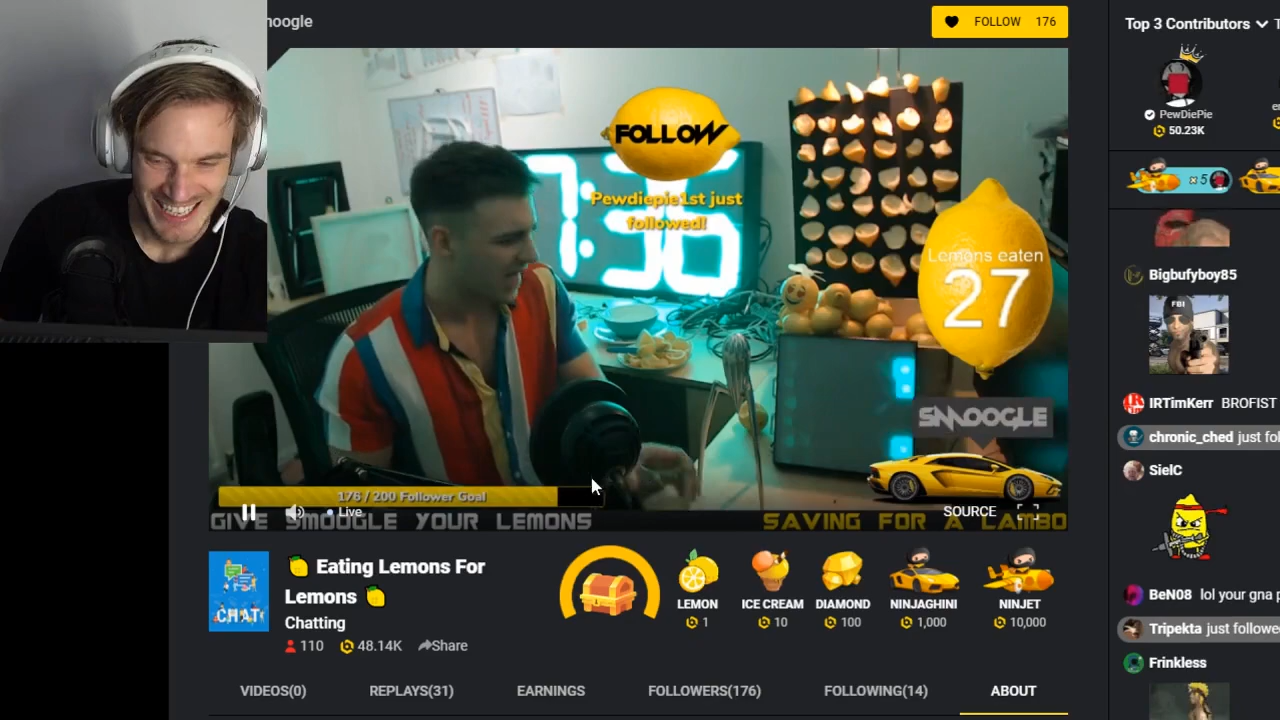 moogle
FOLLOW 176
Top 3 Contributors
PewDiePie
50.23K
x 5
FOLLOW
Pewdiepie1st just
followed!
7:36
Lemons eaten
27
SMOOGLE
176 / 200 Follower Goal
Live
SOURCE
GIVE SMOOGLE YOUR LEMONS
SAVING FOR A LAMBO
CHAT
Eating Lemons For
Lemons
Chatting
110
48.14K
Share
LEMON
1
ICE CREAM
10
DIAMOND
100
NINJAGHINI
1,000
NINJET
10,000
VIDEOS(0)
REPLAYS(31)
EARNINGS
FOLLOWERS(176)
FOLLOWING(14)
ABOUT
Bigbufyboy85
FBI
IRTimKerr BROFIST
chronic_ched just fol
SielC
BeN08 lol your gna p
Tripekta just followe
Frinkless